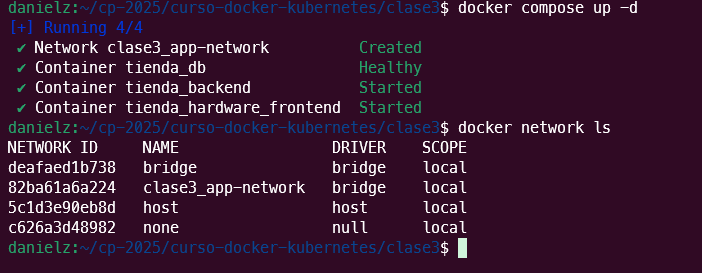 danielz:~/cp-2025/curso-docker-kubernetes/clase3$ docker compose up -d
[+] Running 4/4
✔ Network clase3_app-network Created
✔ Container tienda_db Healthy
✔ Container tienda_backend Started
✔ Container tienda_hardware_frontend Started
danielz:~/cp-2025/curso-docker-kubernetes/clase3$ docker network ls
NETWORK ID NAME DRIVER SCOPE
deafaed1b738 bridge bridge local
82ba61a6a224 clase3_app-network bridge local
5c1d3e90eb8d host host local
c626a3d48982 none null local
danielz:~/cp-2025/curso-docker-kubernetes/clase3$